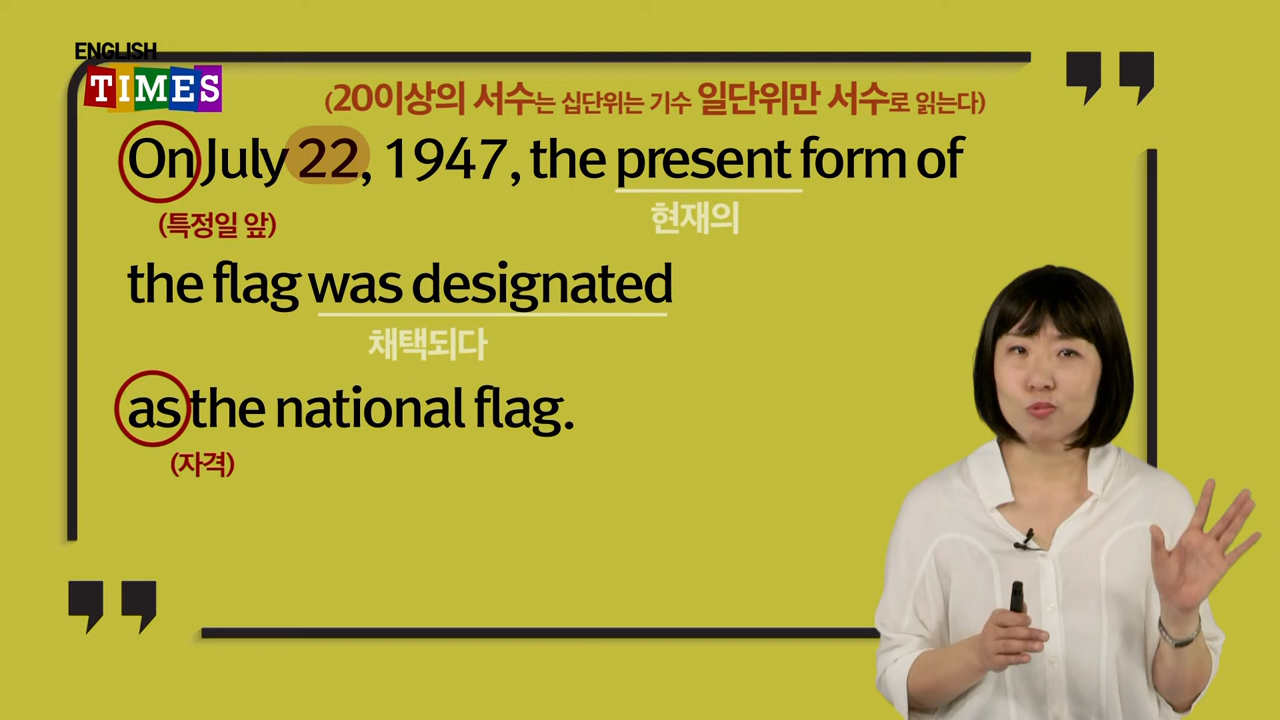 ENGLISH
TIMES
(20이상의 서수는 십단위는 기수 일단위만 서수로 읽는다)
On July 22, 1947, the present form of
(특정일 앞)
현재의
the flag was designated
채택되다
as the national flag.
(자격)